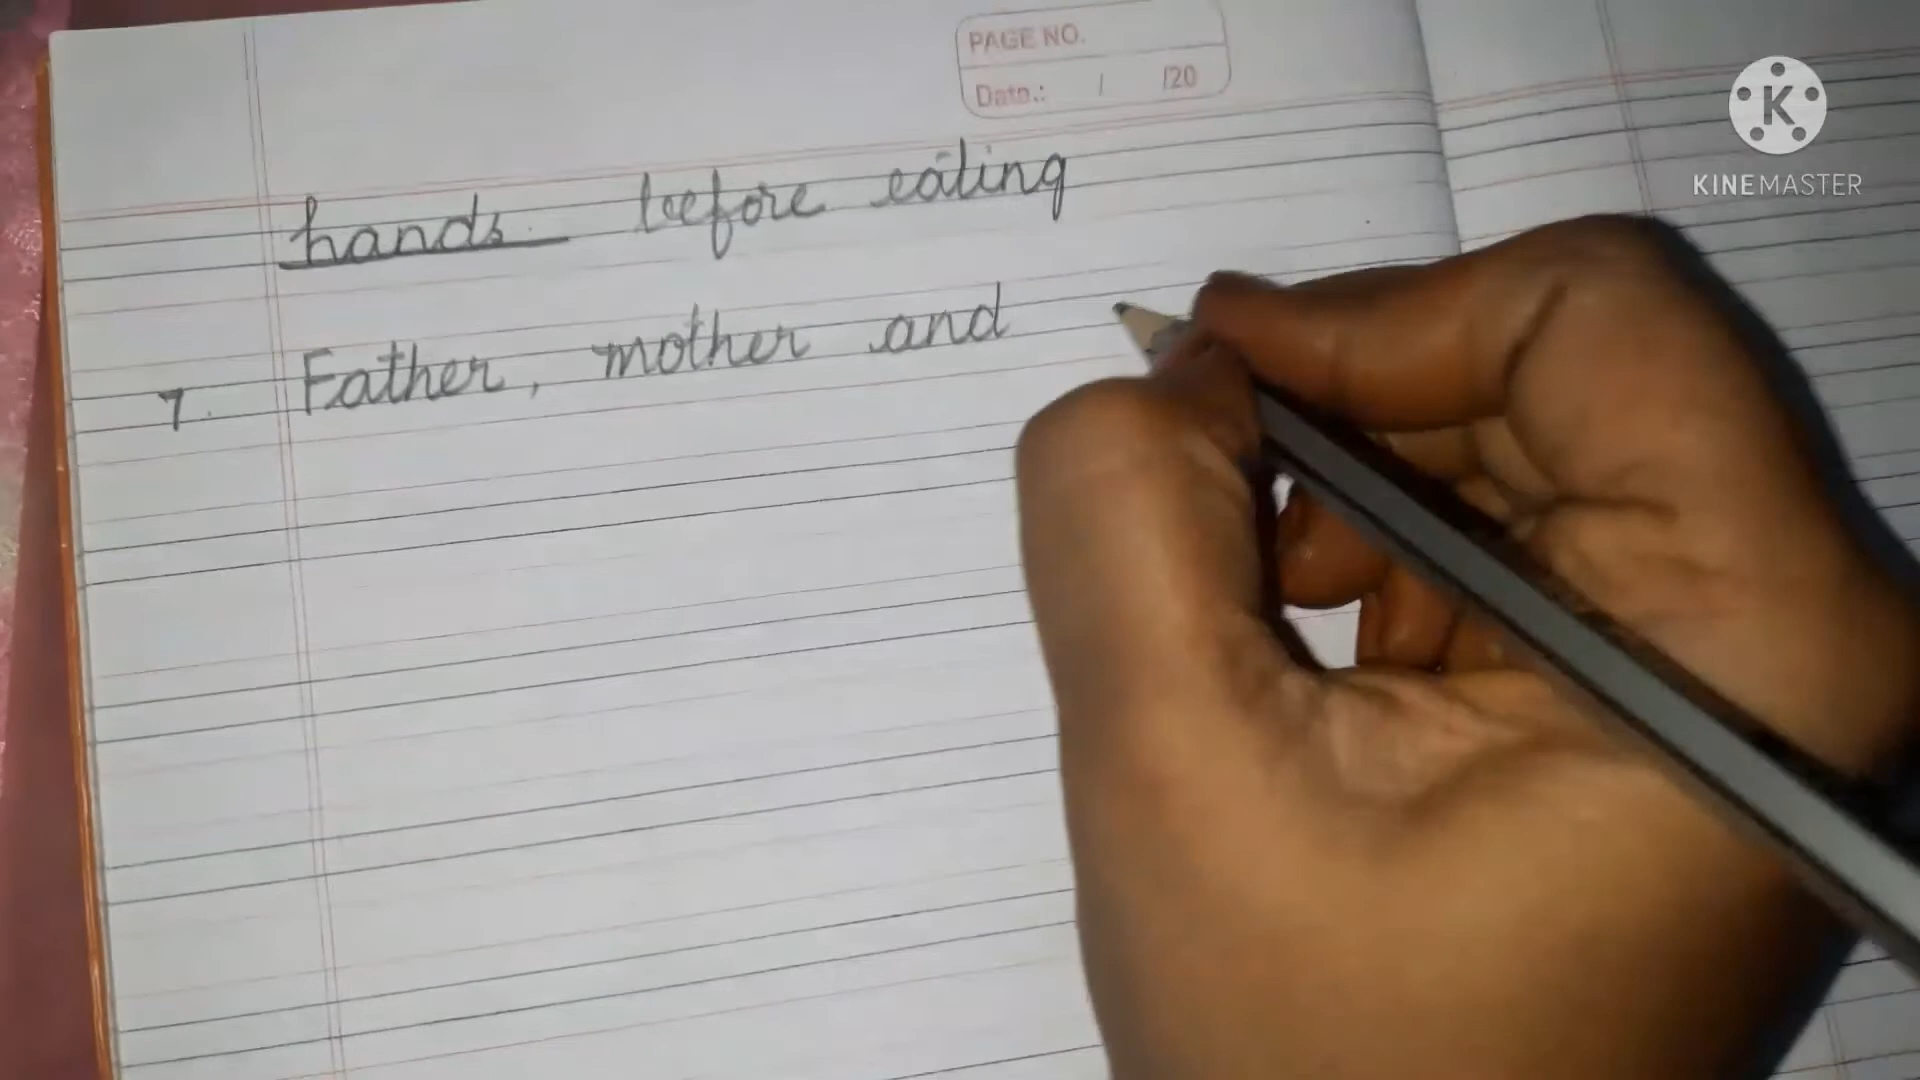 PAGE NO.
Date.: / /20
KINEMASTER
hands before eating
7. Father, mother and